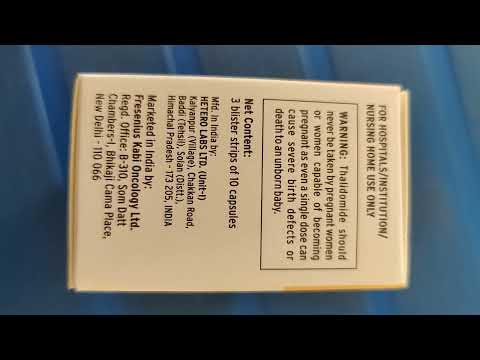 FOR HOSPITALS/INSTITUTION/
NURSING HOME USE ONLY
WARNING: Thalidomide should
never be taken by pregnant women
or women capable of becoming
pregnant as even a single dose can
cause severe birth defects or
death to an unborn baby.
Net Content:
3 blister strips of 10 capsules
Mfd. In India by:
HETERO LABS LTD. (Unit-I)
Kalyanpur (Village), Chakkan Road,
Baddi (Tehsil), Solan (Distt.),
Himachal Pradesh - 173 205, INDIA
Marketed in India by:
Fresenius Kabi Oncology Ltd.
Regd. Office: B-310, Som Datt
Chambers-I, Bhikaji Cama Place,
New Delhi - 110 066